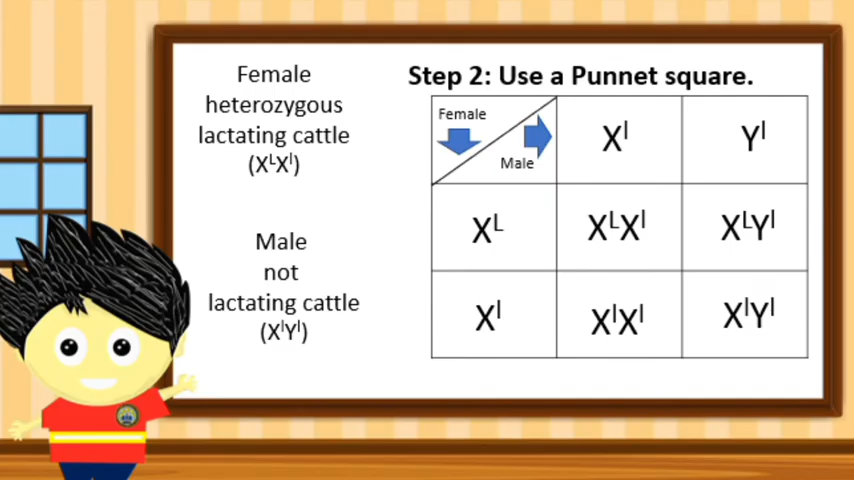 Female
heterozygous
lactating cattle
(XᴸXˡ)
Male
not
lactating cattle
(XˡYˡ)
Step 2: Use a Punnet square.
Female
Male
Xˡ Yˡ
Xᴸ XᴸXˡ XᴸYˡ
Xˡ XˡXˡ XˡYˡ